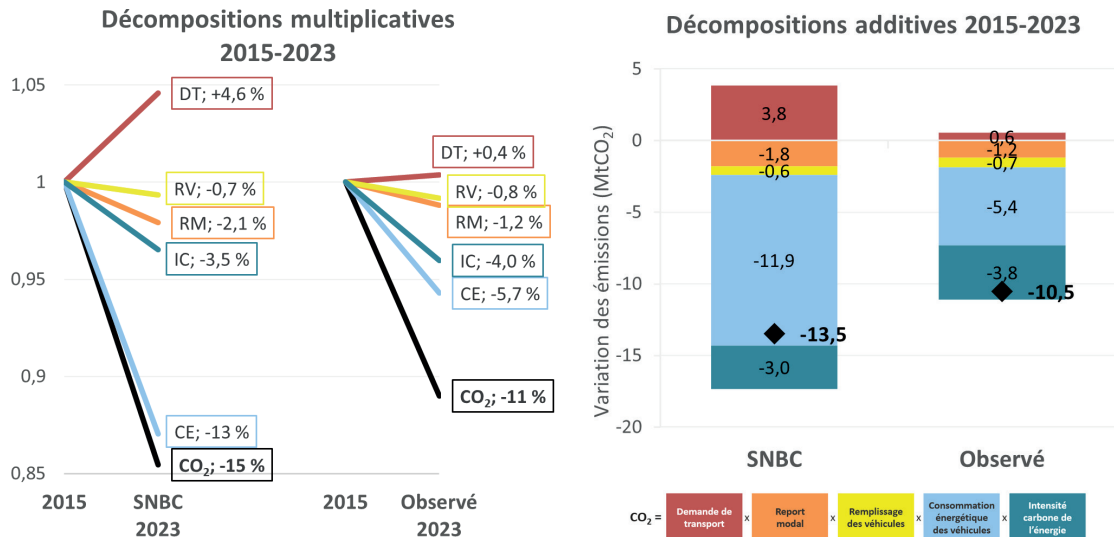 Décompositions multiplicatives
2015-2023
1,05
1
0,95
0,9
0,85
DT; +4,6 %
RV; -0,7 %
RM; -2,1 %
IC; -3,5 %
CE; -13 %
CO₂; -15 %
DT; +0,4 %
RV; -0,8 %
RM; -1,2 %
IC; -4,0 %
CE; -5,7 %
CO₂; -11 %
2015
SNBC
2023
2015
Observé
2023
Décompositions additives 2015-2023
Variation des émissions (MtCO₂)
5
0
-5
-10
-15
-20
3,8
-1,8
-0,6
-11,9
-13,5
-3,0
0,6
-1,2
-0,7
-5,4
-3,8
-10,5
SNBC
Observé
CO₂ =
Demande de
transport
x
Report
modal
x
Remplissage
des véhicules
x
Consommation
énergétique
des véhicules
x
Intensité
carbone de
l'énergie